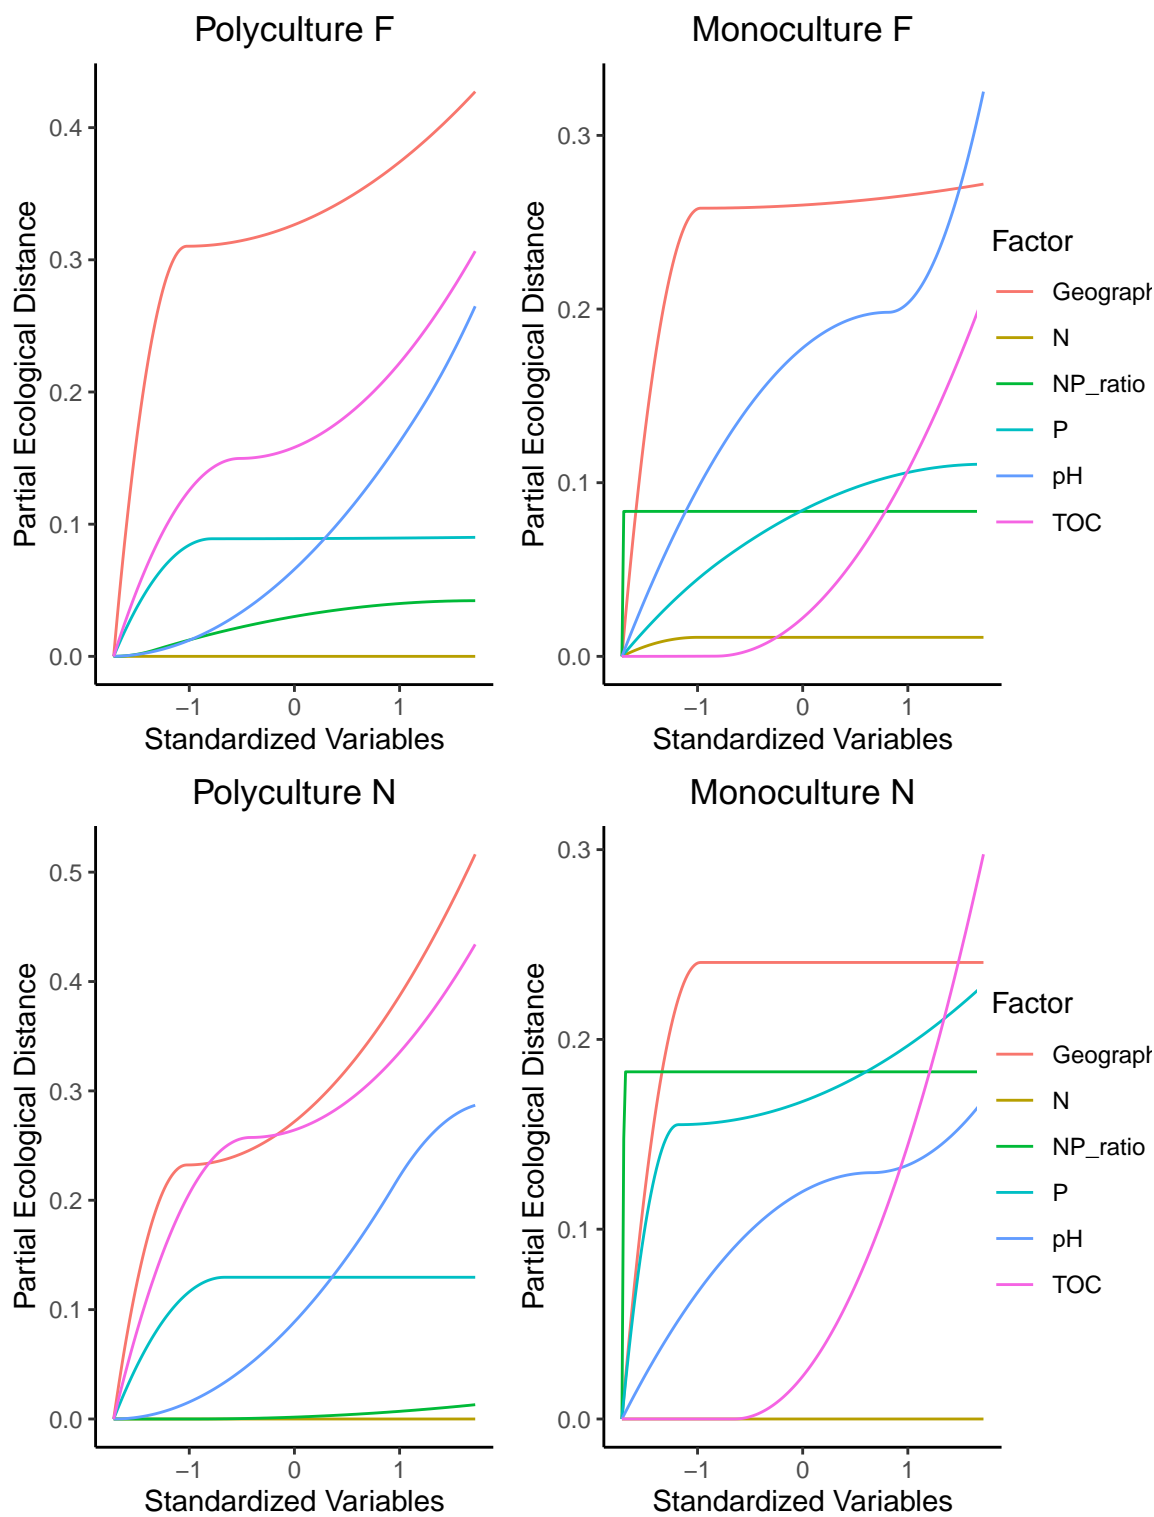 Polyculture F
Partial Ecological Distance
0.4
0.3
0.2
0.1
0.0
−1 0 1
Standardized Variables
Monoculture F
Partial Ecological Distance
0.3
0.2
0.1
0.0
−1 0 1
Standardized Variables
Factor
Geograph
N
NP_ratio
P
pH
TOC
Polyculture N
Partial Ecological Distance
0.5
0.4
0.3
0.2
0.1
0.0
−1 0 1
Standardized Variables
Monoculture N
Partial Ecological Distance
0.3
0.2
0.1
0.0
−1 0 1
Standardized Variables
Factor
Geograph
N
NP_ratio
P
pH
TOC